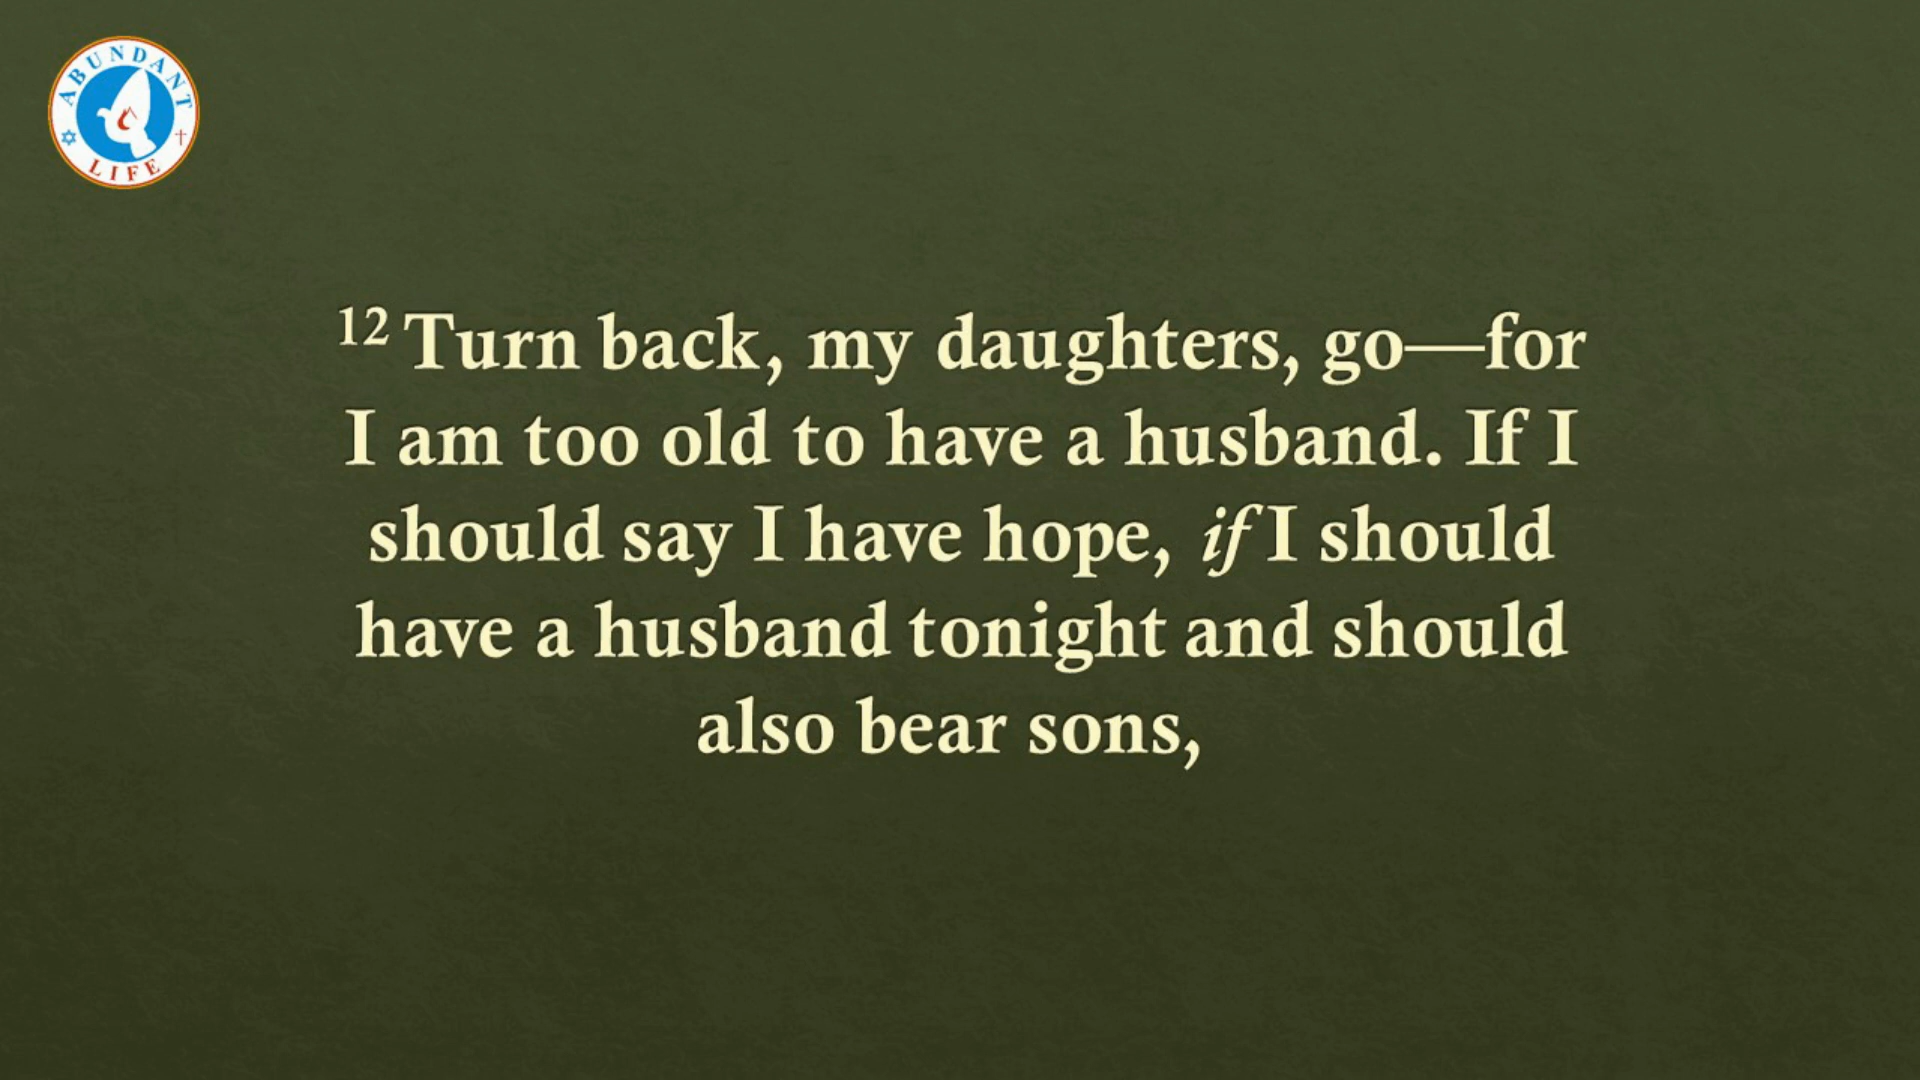 ABUNDANT
LIFE
12 Turn back, my daughters, go—for
I am too old to have a husband. If I
should say I have hope, if I should
have a husband tonight and should
also bear sons,